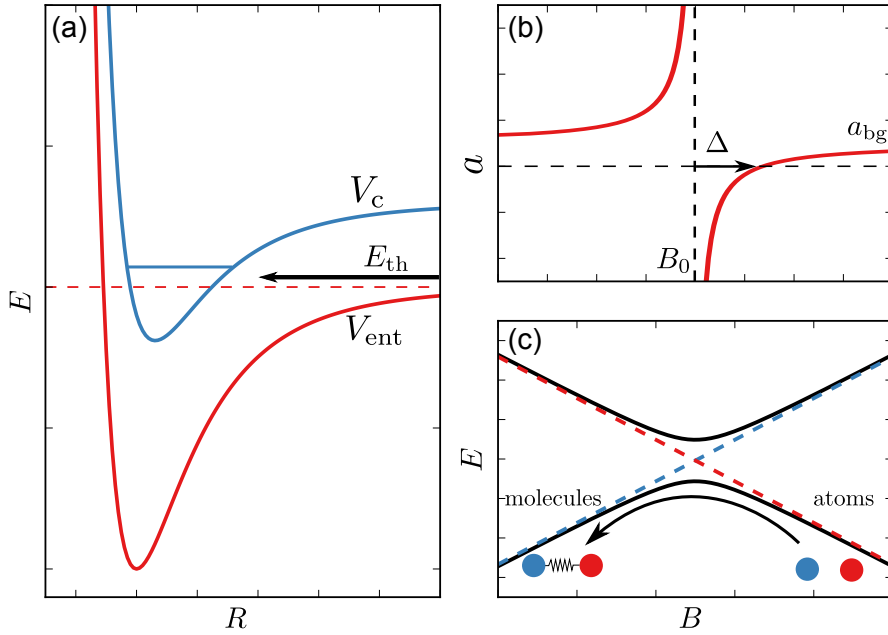 (a)
V_c
E_th
V_ent
E
R
(b)
a_bg
Δ
a
B_0
(c)
E
molecules
atoms
B